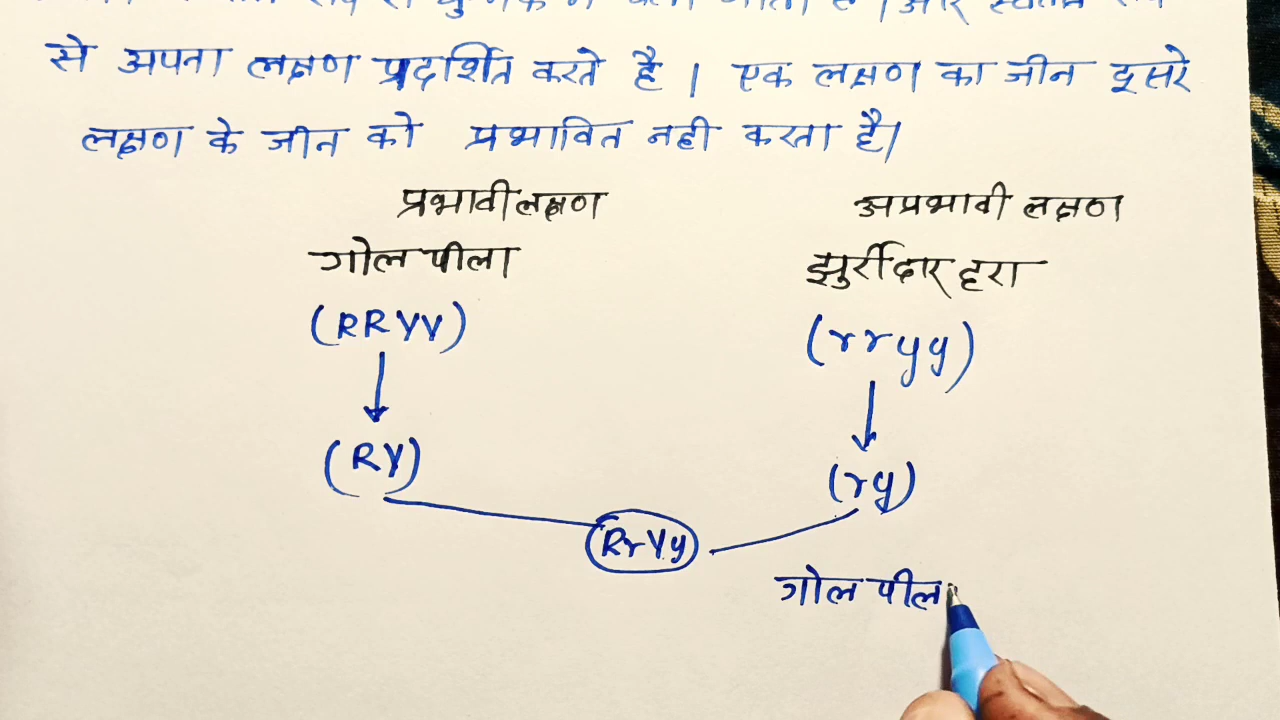 से अपना लक्षण प्रदर्शित करते है । एक लक्षण का जीन दूसरे
लक्षण के जीन को प्रभावित नही करता है।
प्रभावी लक्षण अप्रभावी लक्षण
गोल पीला झुर्रीदार हरा
(RRYY) (rryy)
(RY) (ry)
RrYy
गोल पील